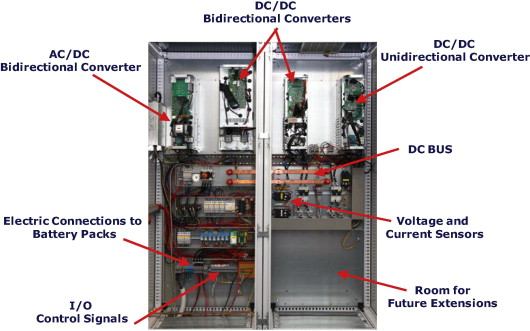 DC/DC
Bidirectional Converters
AC/DC
Bidirectional Converter
DC/DC
Unidirectional Converter
DC BUS
Electric Connections to
Battery Packs
Voltage and
Current Sensors
I/O
Control Signals
Room for
Future Extensions